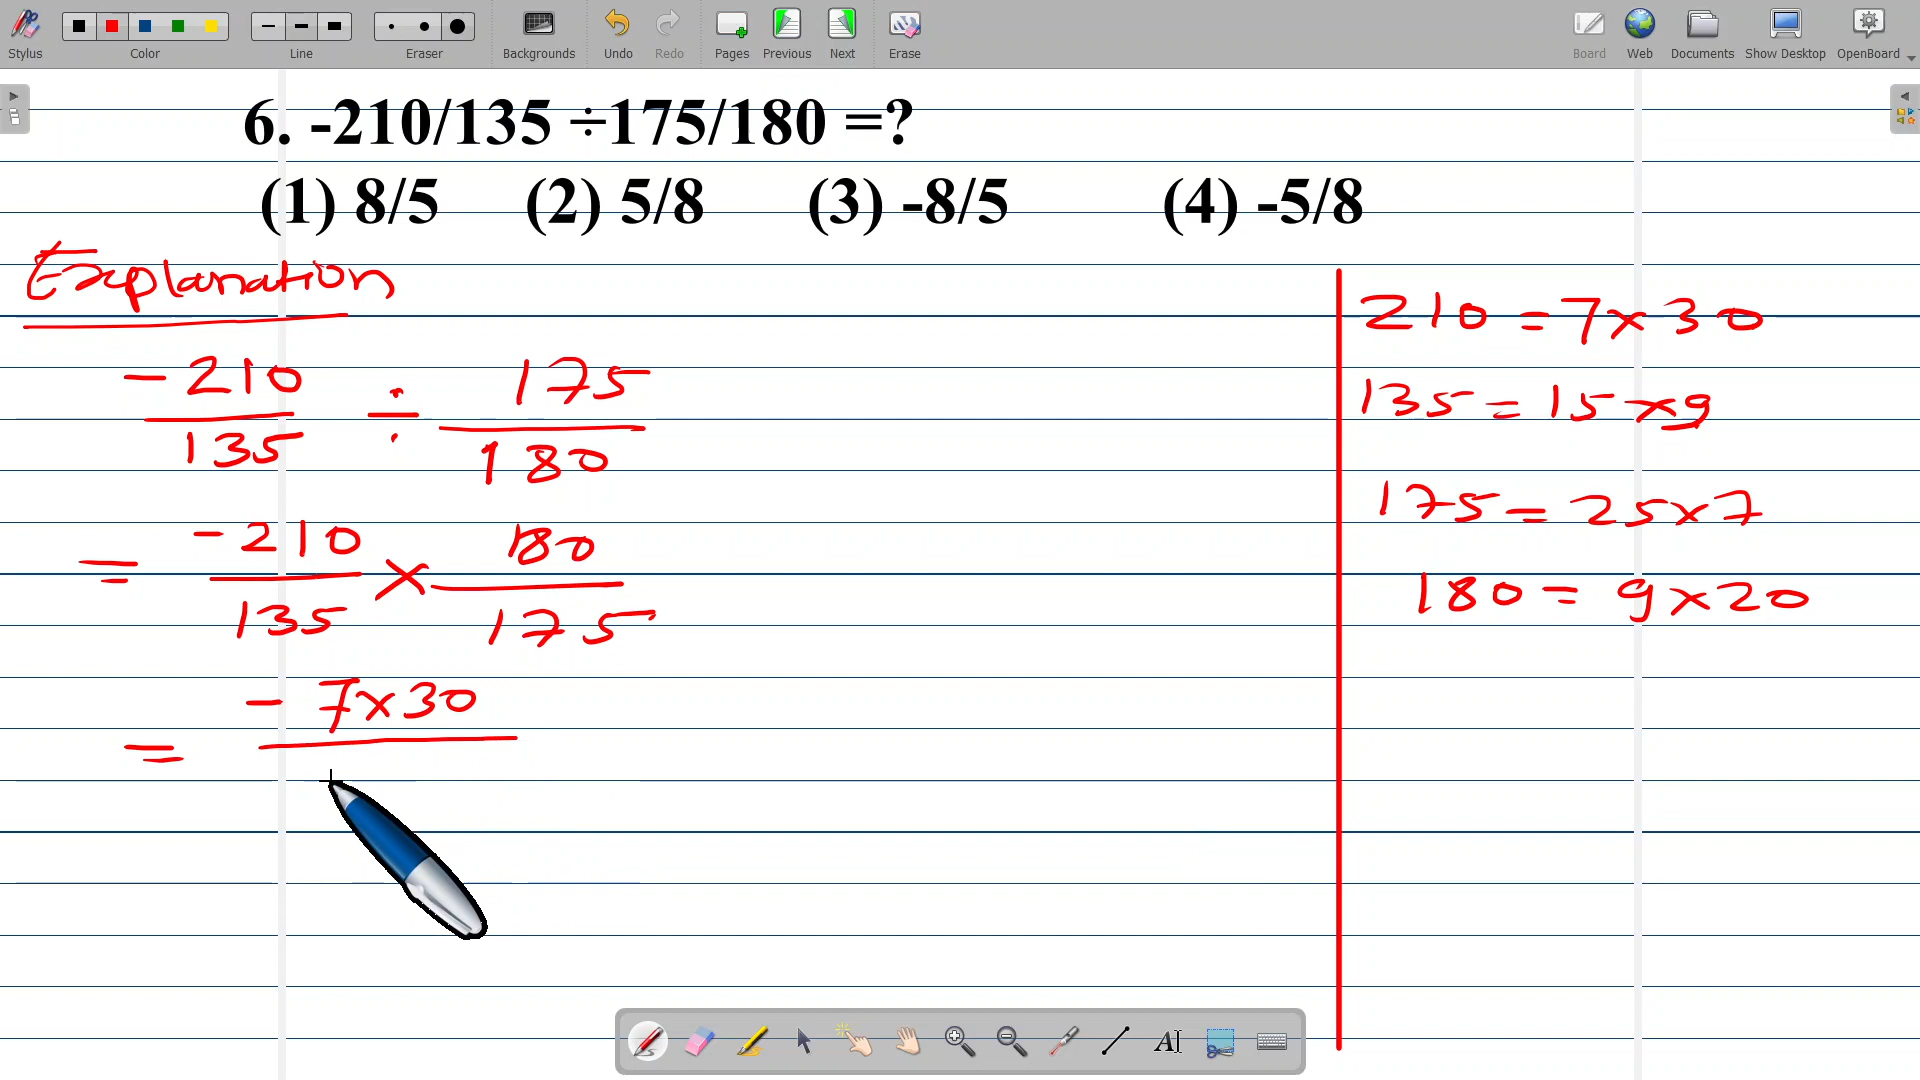 Stylus Color Line Eraser Backgrounds Undo Redo Pages Previous Next Erase Board Web Documents Show Desktop OpenBoard
6. -210/135 ÷175/180 =?
(1) 8/5 (2) 5/8 (3) -8/5 (4) -5/8
Explanation
-210/135 ÷ 175/180
= -210/135 × 180/175
= - 7×30
210 = 7×30
135 = 15×9
175 = 25×7
180 = 9×20